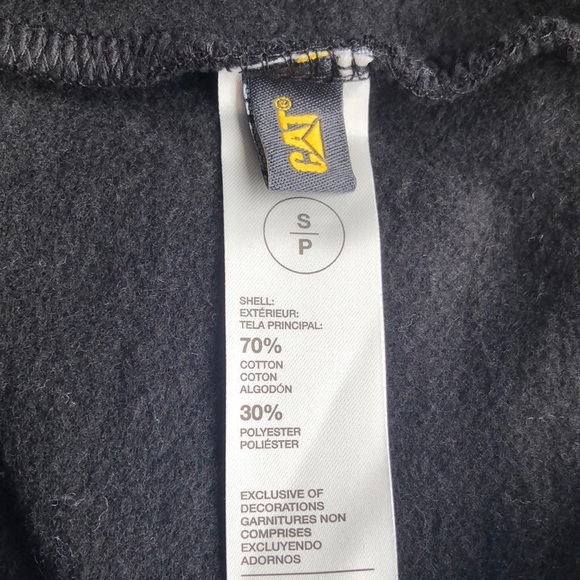 CAT®
S
P
SHELL:
EXTÉRIEUR:
TELA PRINCIPAL:
70%
COTTON
COTON
ALGODÓN
30%
POLYESTER
POLIÉSTER
EXCLUSIVE OF
DECORATIONS
GARNITURES NON
COMPRISES
EXCLUYENDO
ADORNOS